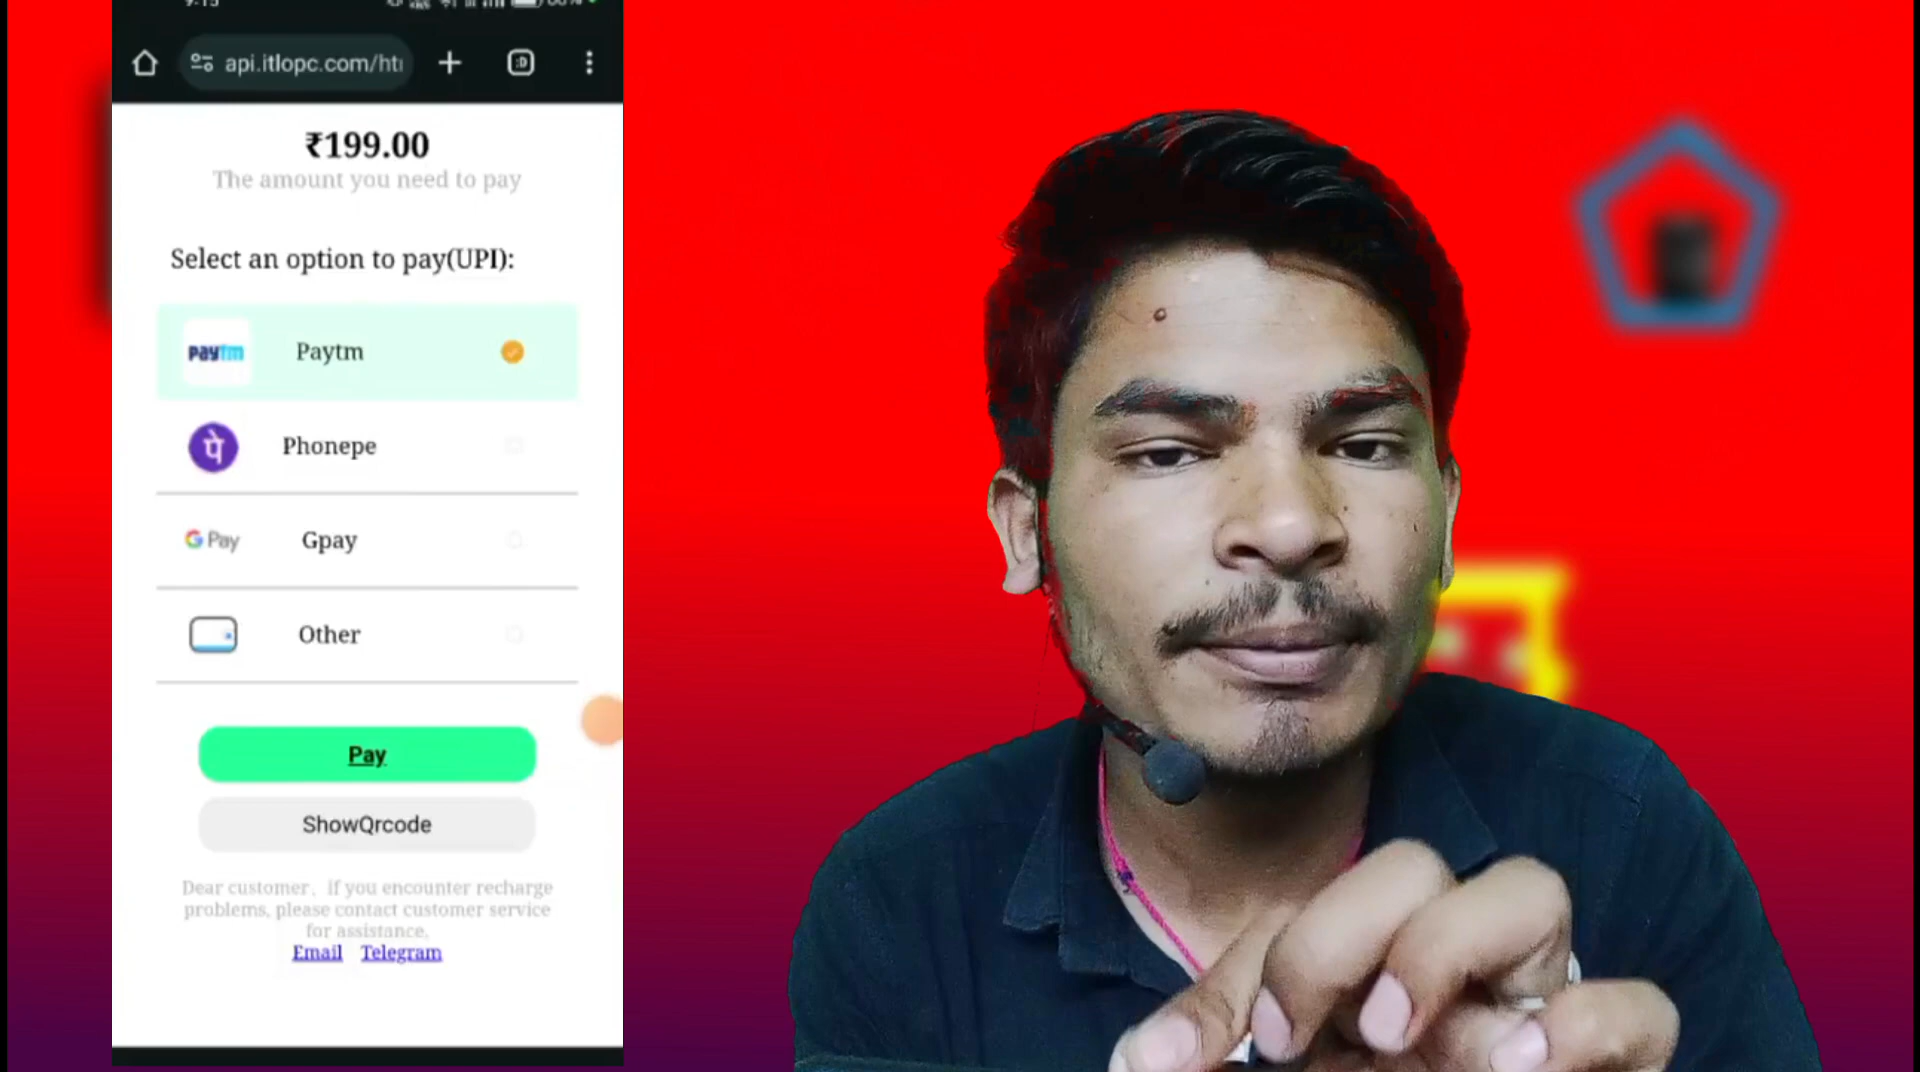 api.itlopc.com/ht
₹199.00
The amount you need to pay
Select an option to pay(UPI):
paytm Paytm
पे Phonepe
G Pay Gpay
Other
Pay
ShowQrcode
Dear customer, if you encounter recharge
problems, please contact customer service
for assistance.
Email Telegram